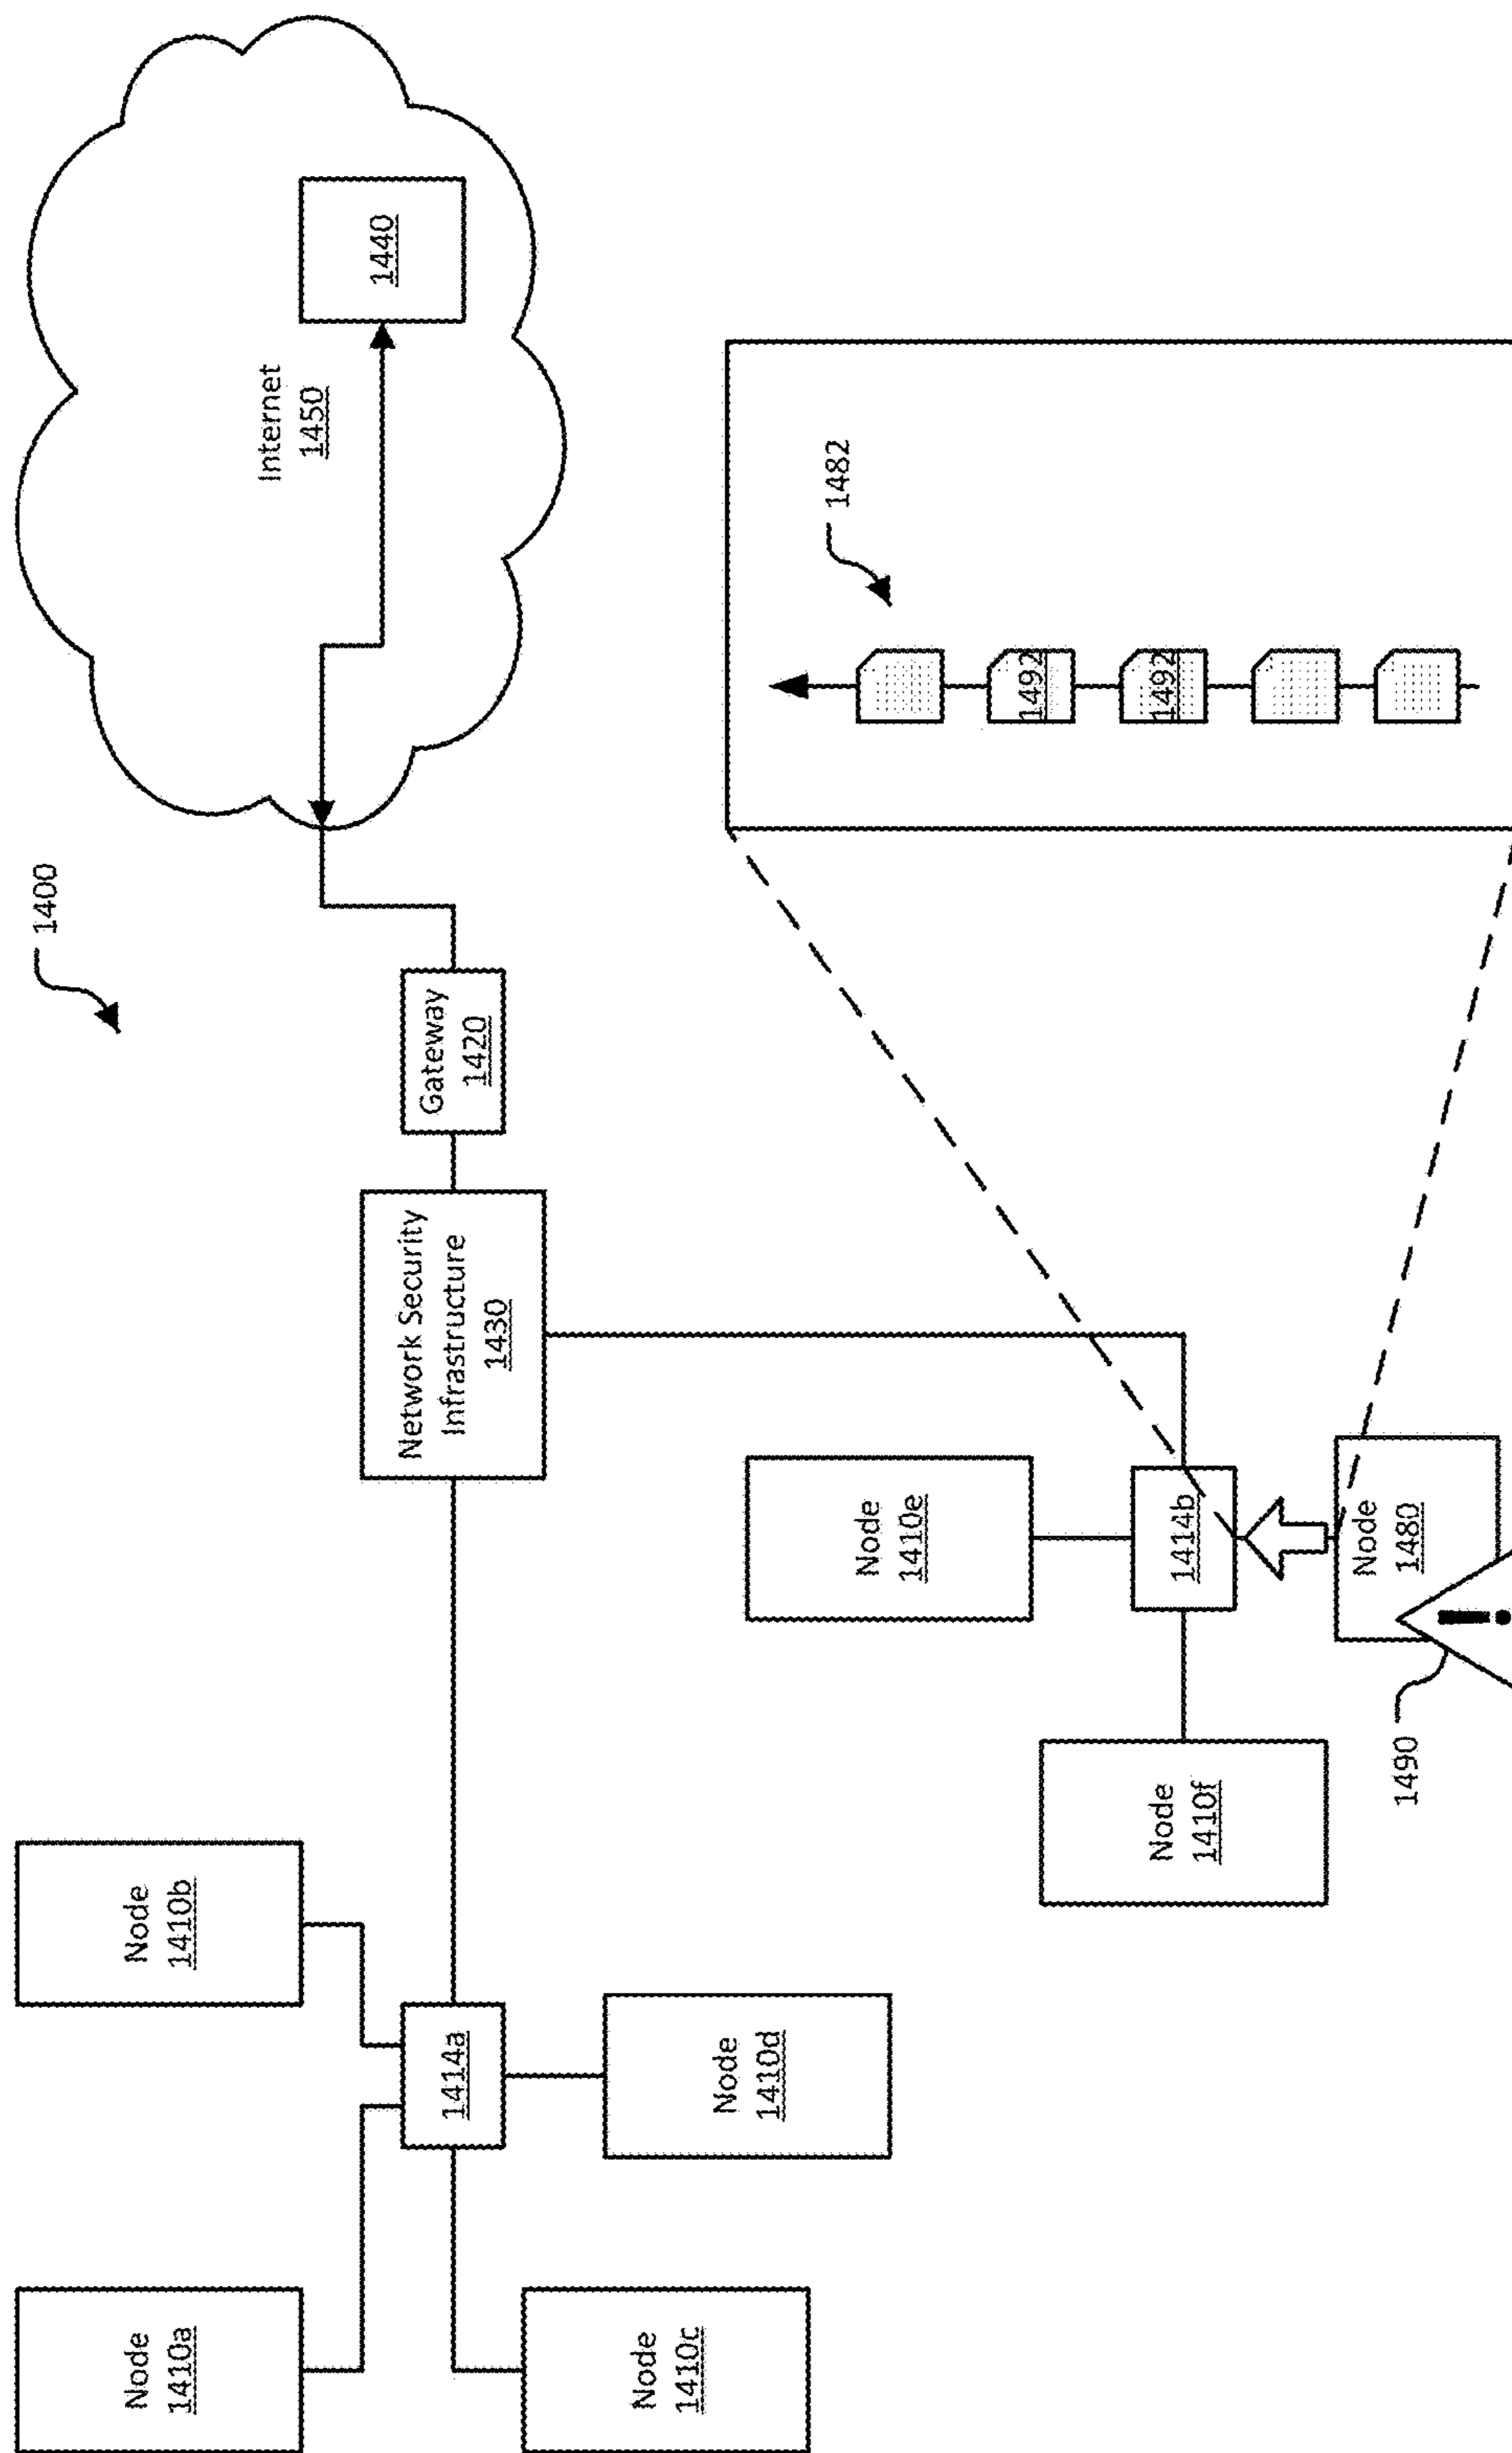 1400
Node
1410a
Node
1410b
1414a
Node
1410c
Node
1410d
Network Security
Infrastructure
1430
Gateway
1420
Internet
1450
1440
Node
1410e
Node
1410f
1414b
Node
1480
!
1490
1482
1492
1492